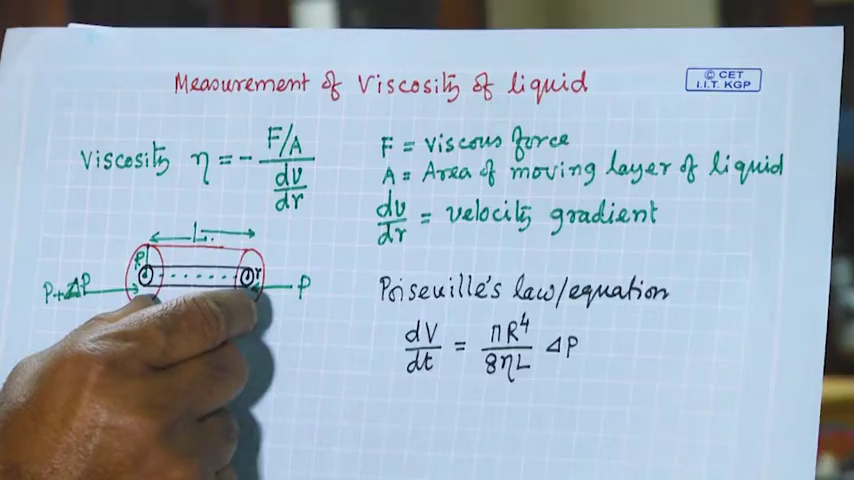 Measurement of Viscosity of liquid
© CET
I.I.T. KGP
Viscosity η = - F/A / dv/dr
F = Viscous force
A = Area of moving layer of liquid
dv/dr = velocity gradient
L
R
r
P+ΔP
P
Poiseuille's law/equation
dV/dt = πR⁴/8ηL ΔP